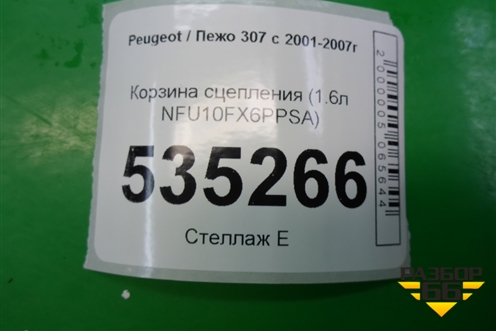 Peugeot / Пежо 307 с 2001-2007г
Корзина сцепления (1.6л
NFU10FX6PPSA)
535266
Стеллаж Е
2000005065644
РАЗБОР
66